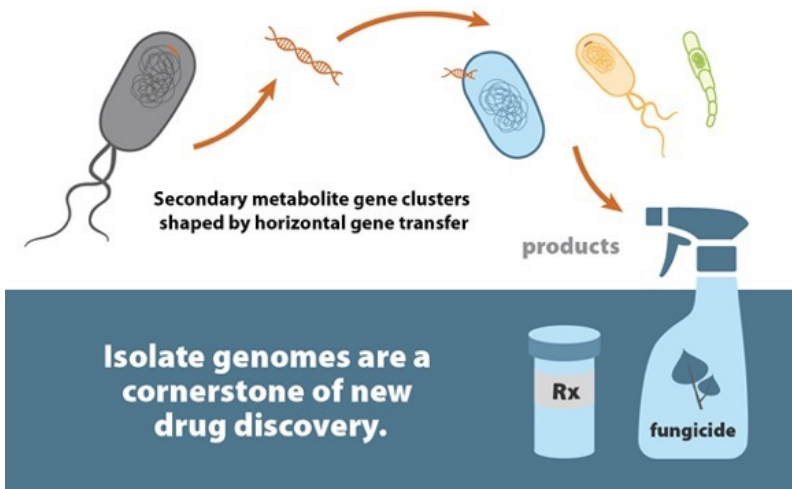 Secondary metabolite gene clusters
shaped by horizontal gene transfer
products
Isolate genomes are a
cornerstone of new
drug discovery.
Rx
fungicide